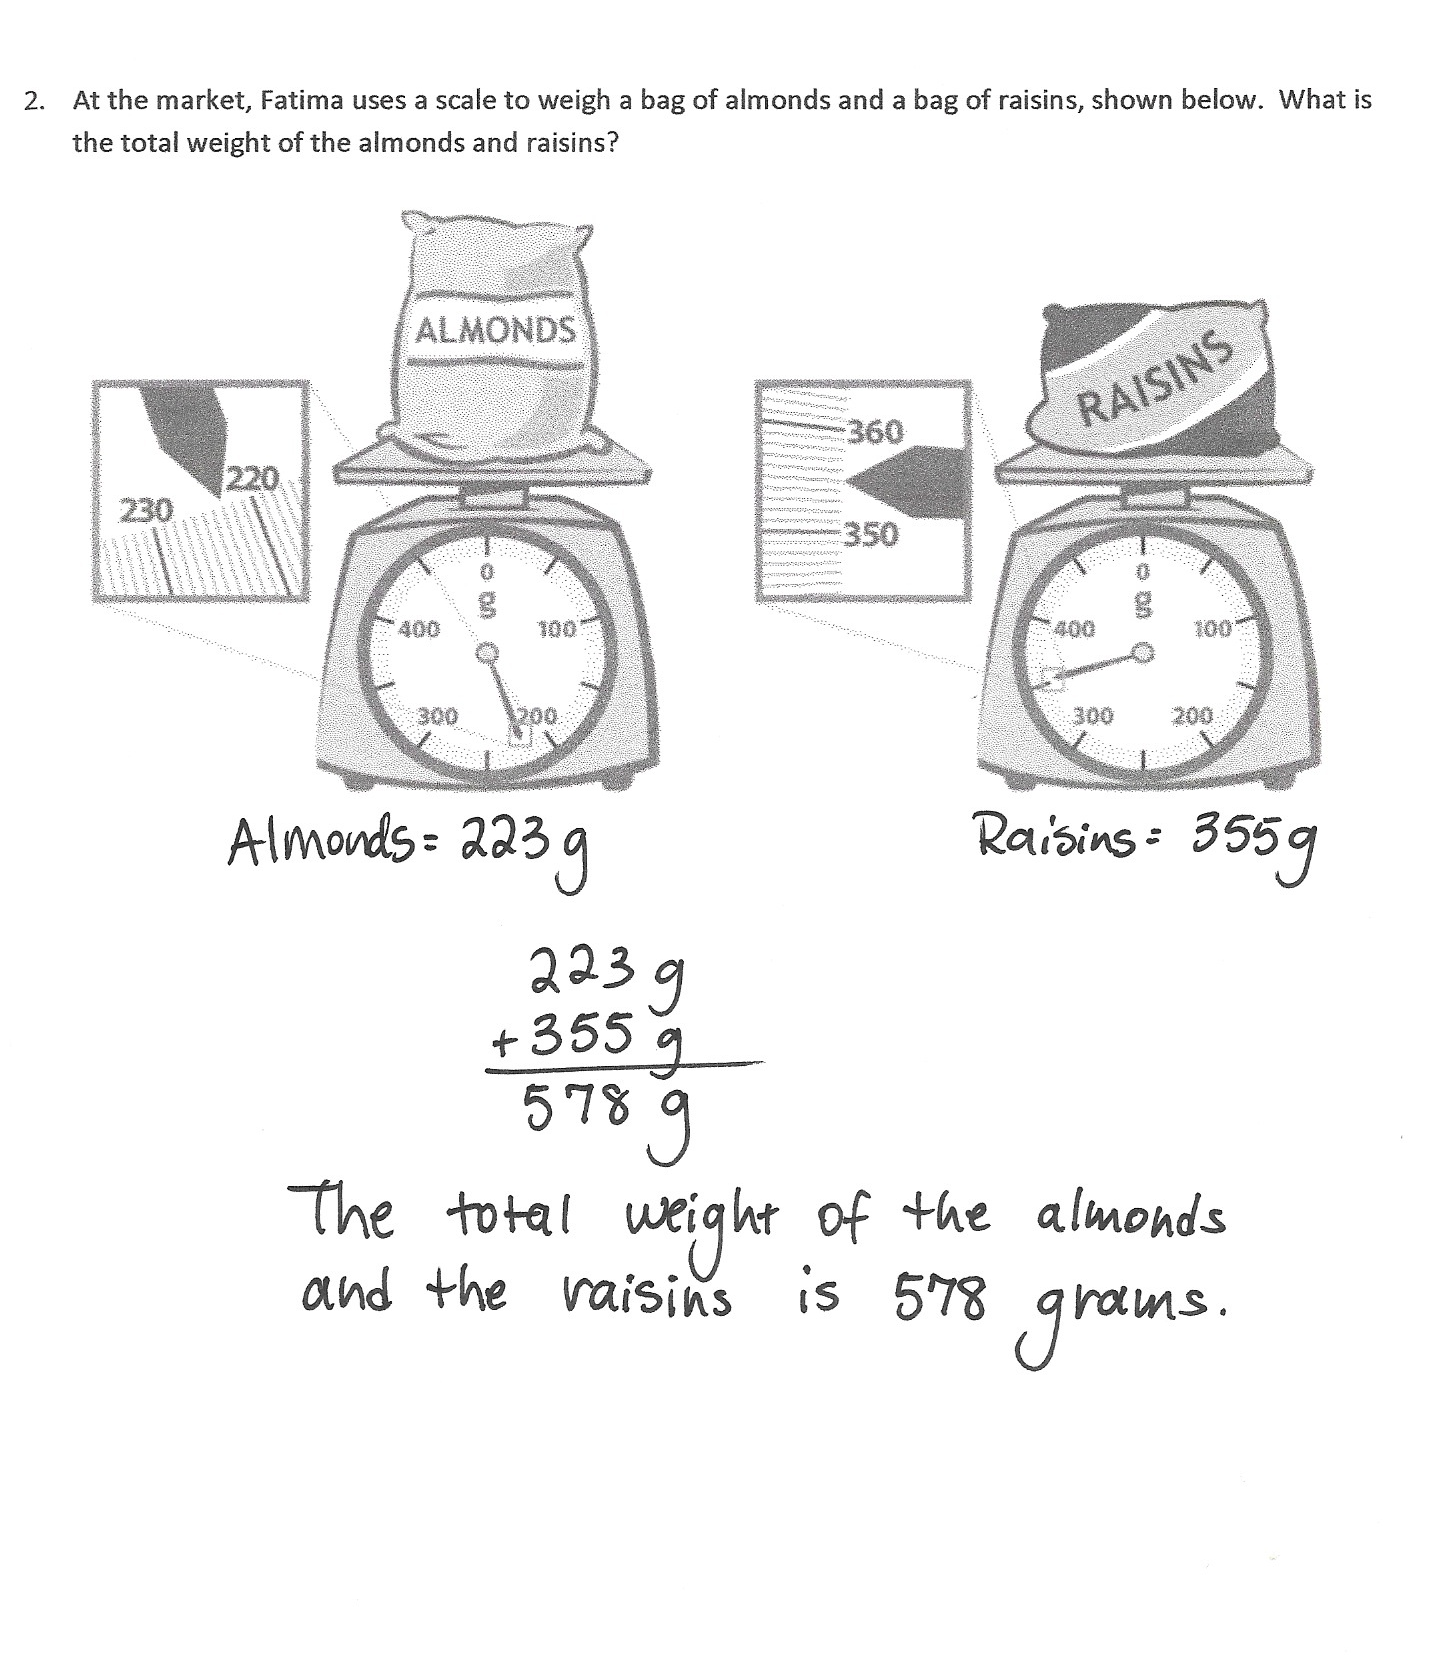 2. At the market, Fatima uses a scale to weigh a bag of almonds and a bag of raisins, shown below. What is
the total weight of the almonds and raisins?
ALMONDS
RAISINS
220
230
360
350
0
g
400
100
300
200
0
g
400
100
300
200
Almonds = 223 g
Raisins = 355 g
223 g
+ 355 g
578 g
The total weight of the almonds
and the raisins is 578 grams.